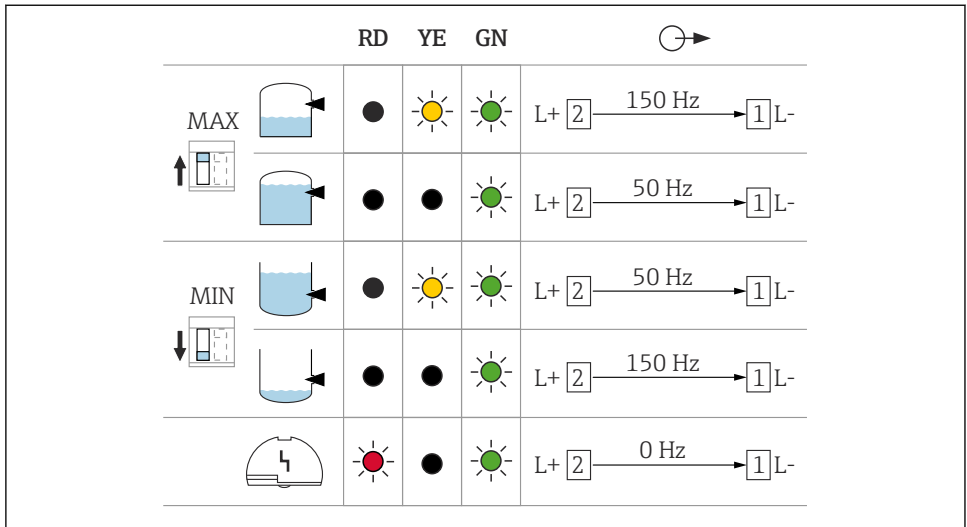 RD YE GN
MAX
150 Hz
L+ 2 1 L-
50 Hz
L+ 2 1 L-
MIN
50 Hz
L+ 2 1 L-
150 Hz
L+ 2 1 L-
0 Hz
L+ 2 1 L-